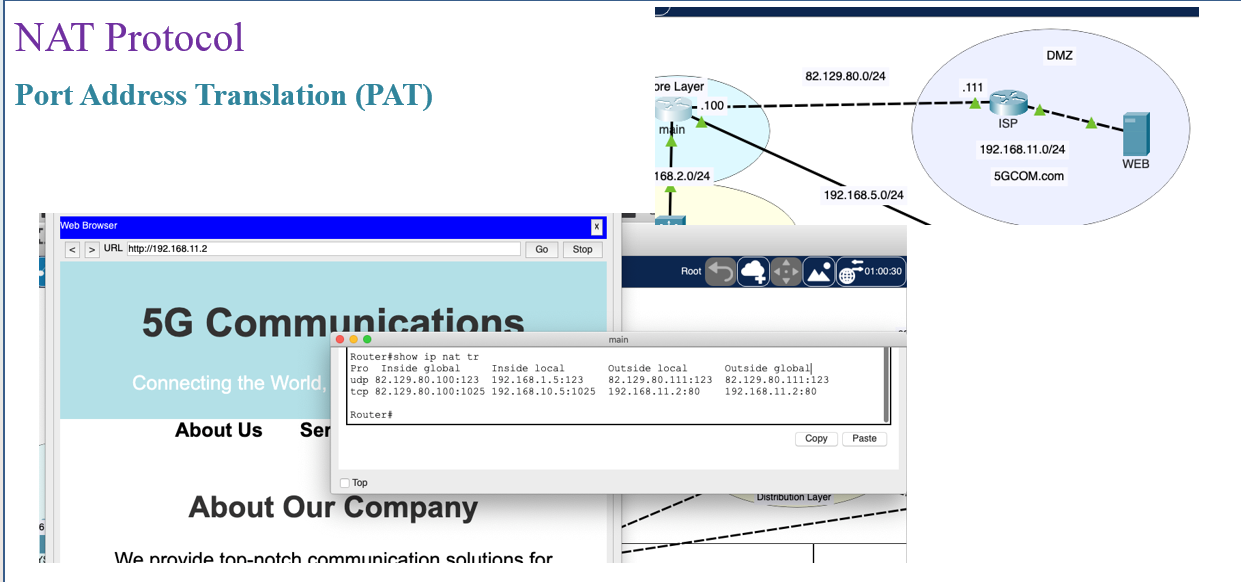 NAT Protocol
Port Address Translation (PAT)
DMZ
82.129.80.0/24
.111
ore Layer
.100
main
ISP
192.168.11.0/24
WEB
5GCOM.com
168.2.0/24
192.168.5.0/24
Web Browser
X
< > URL http://192.168.11.2 Go Stop
Root 01:00:30
5G Communications
Connecting the World,
About Us Ser
About Our Company
We provide top-notch communication solutions for
main
Router#show ip nat tr
Pro Inside global Inside local Outside local Outside global
udp 82.129.80.100:123 192.168.1.5:123 82.129.80.111:123 82.129.80.111:123
tcp 82.129.80.100:1025 192.168.10.5:1025 192.168.11.2:80 192.168.11.2:80
Router#
Copy Paste
Top
Distribution Layer